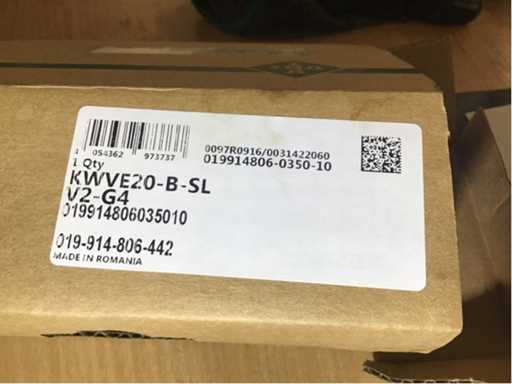 0097R0916/0031422060
4 054362 973737
019914806-0350-10
1 Qty
KWVE20-B-SL
V2-G4
019914806035010
019-914-806-442
MADE IN ROMANIA